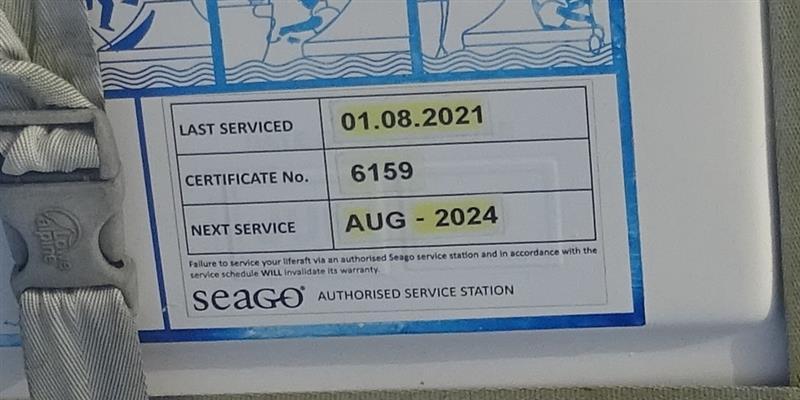 LAST SERVICED 01.08.2021
CERTIFICATE No. 6159
NEXT SERVICE AUG - 2024
Failure to service your liferaft via an authorised Seago service station and in accordance with the
service schedule WILL invalidate its warranty.
seaGO® AUTHORISED SERVICE STATION
Lowe
alpine